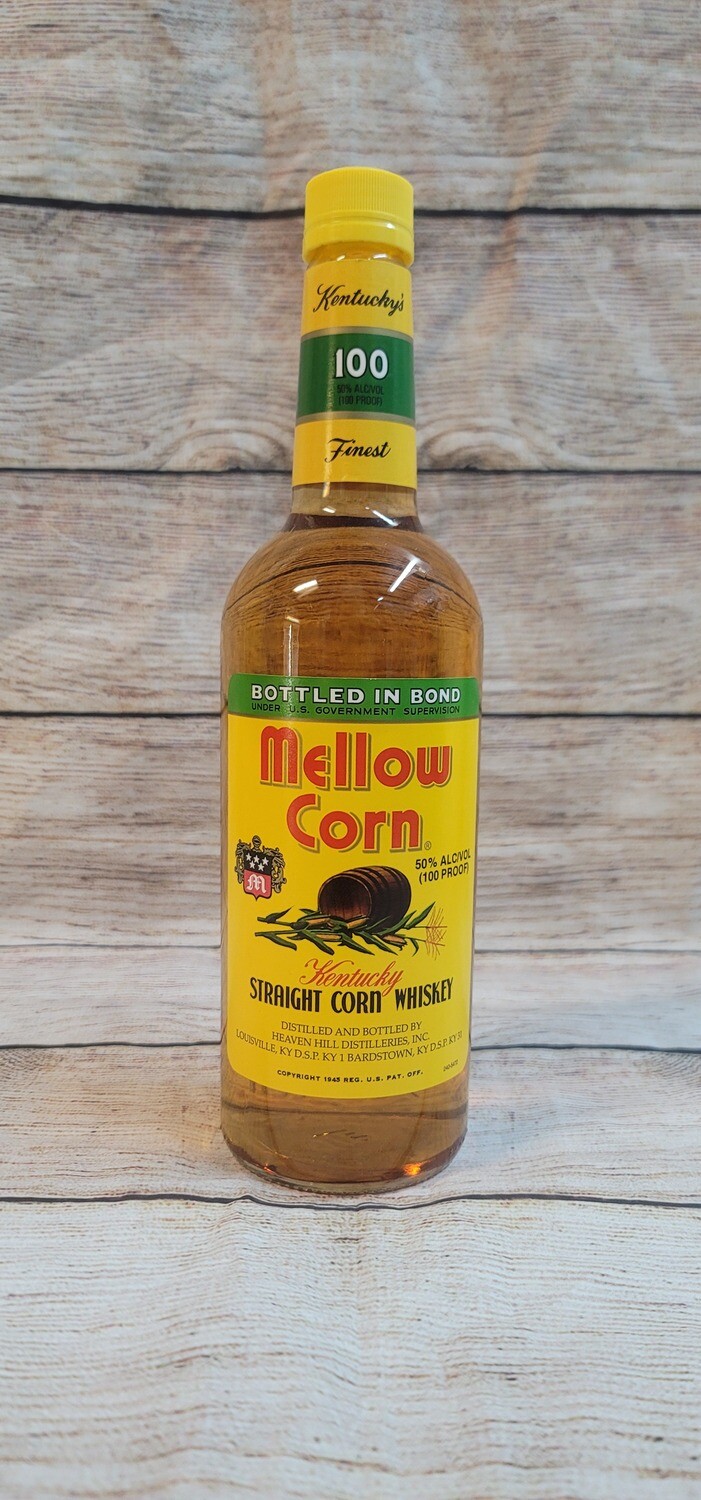 Kentucky's
100
50% ALC/VOL
(100 PROOF)
Finest
BOTTLED IN BOND
UNDER U.S. GOVERNMENT SUPERVISION
Mellow
Corn®
50% ALC/VOL
(100 PROOF)
M
Kentucky
STRAIGHT CORN WHISKEY
DISTILLED AND BOTTLED BY
HEAVEN HILL DISTILLERIES, INC.
LOUISVILLE, KY D.S.P. KY 1 BARDSTOWN, KY D.S.P. KY 31
COPYRIGHT 1945 REG. U.S. PAT. OFF.